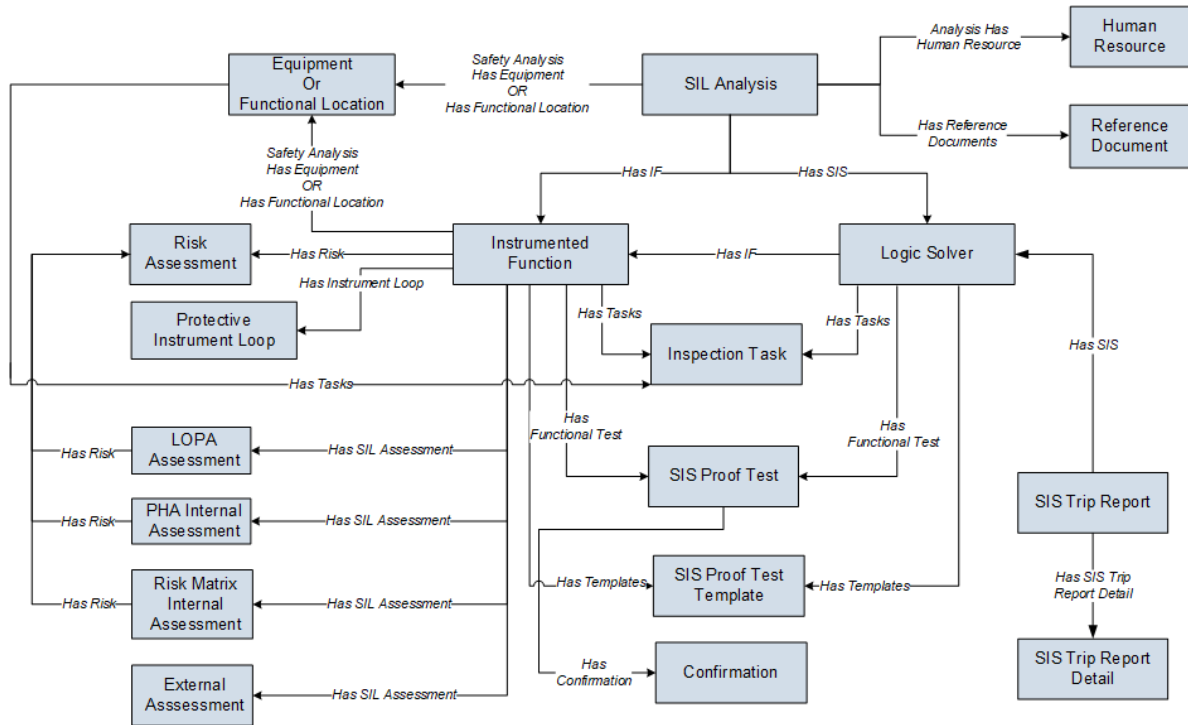 Human
Resource
Analysis Has
Human Resource
Equipment
Or
Functional Location
Safety Analysis
Has Equipment
OR
Has Functional Location
SIL Analysis
Has Reference
Documents
Reference
Document
Safety Analysis
Has Equipment
OR
Has Functional Location
Has IF
Has SIS
Risk
Assessment
Has Risk
Instrumented
Function
Has IF
Logic Solver
Has Instrument Loop
Protective
Instrument Loop
Has Tasks
Has Tasks
Inspection Task
Has SIS
Has Tasks
Has
Functional Test
Has
Functional Test
Has Risk
LOPA
Assessment
Has SIL Assessment
SIS Proof Test
SIS Trip Report
Has Risk
PHA Internal
Assessment
Has SIL Assessment
Has Risk
Risk Matrix
Internal
Assessment
Has SIL Assessment
Has Templates
SIS Proof Test
Template
Has Templates
Has SIS Trip
Report Detail
SIS Trip Report
Detail
Has
Confirmation
Confirmation
External
Asssessment
Has SIL Assessment